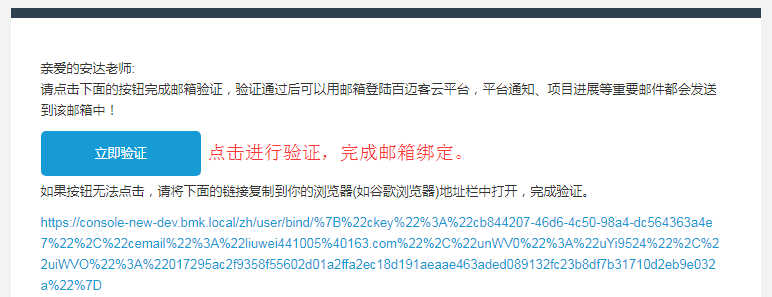 亲爱的安达老师:
请点击下面的按钮完成邮箱验证，验证通过后可以用邮箱登陆百迈客云平台，平台通知、项目进展等重要邮件都会发送
到该邮箱中！
立即验证 点击进行验证，完成邮箱绑定。
如果按钮无法点击，请将下面的链接复制到你的浏览器(如谷歌浏览器)地址栏中打开，完成验证。
https://console-new-dev.bmk.local/zh/user/bind/%7B%22ckey%22%3A%22cb844207-46d6-4c50-98a4-dc564363a4e
7%22%2C%22cemail%22%3A%22liuwei441005%40163.com%22%2C%22unWV0%22%3A%22uYi9524%22%2C%2
2uiWVO%22%3A%22017295ac2f9358f55602d01a2ffa2ec18d191aeaae463aded089132fc23b8df7b31710d2eb9e032
a%22%7D